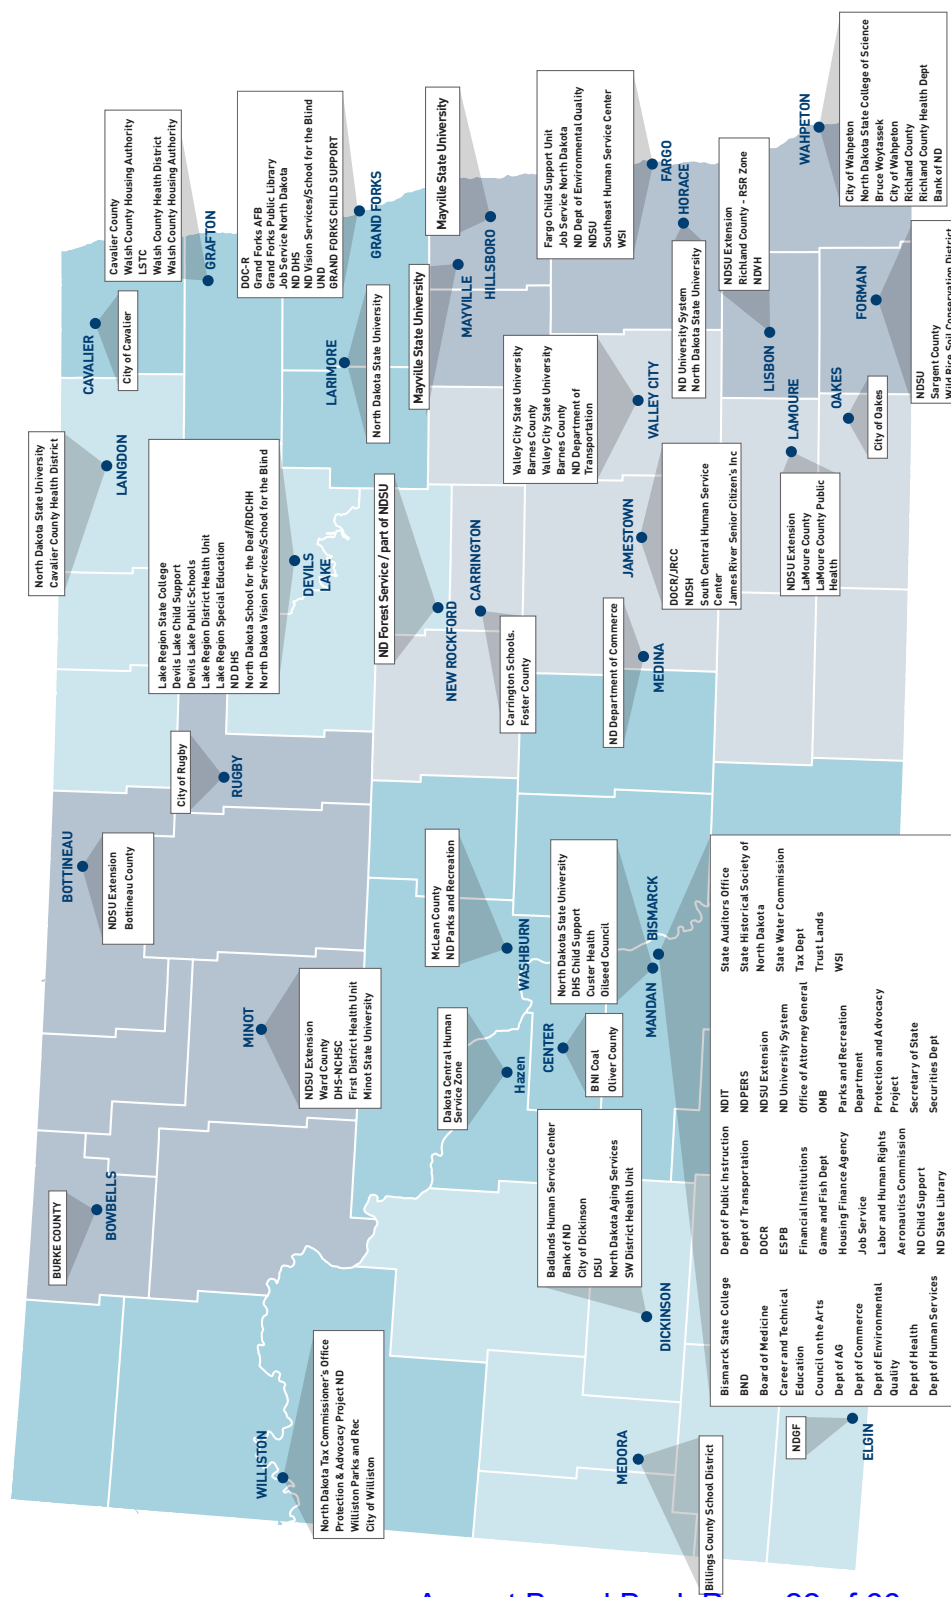 WILLISTON
North Dakota Tax Commissioner's Office
Protection & Advocacy Project ND
Williston Parks and Rec
City of Williston
BURKE COUNTY
BOWBELLS
MINOT
NDSU Extension
Ward County
DHS-NCHSC
First District Health Unit
Minot State University
BOTTINEAU
NDSU Extension
Bottineau County
City of Rugby
RUGBY
North Dakota State University
Cavalier County Health District
LANGDON
Lake Region State College
Devils Lake Child Support
Devils Lake Public Schools
Lake Region District Health Unit
Lake Region Special Education
ND DHS
North Dakota School for the Deaf/RDCHH
North Dakota Vision Services/School for the Blind
DEVILS
LAKE
CAVALIER
City of Cavalier
Cavalier County
Walsh County Housing Authority
LSTC
Walsh County Health District
Walsh County Housing Authority
GRAFTON
DOC-R
Grand Forks AFB
Grand Forks Public Library
Job Service North Dakota
ND DHS
ND Vision Services/School for the Blind
UND
GRAND FORKS CHILD SUPPORT
GRAND FORKS
LARIMORE
North Dakota State University
MEDORA
Billings County School District
Badlands Human Service Center
Bank of ND
City of Dickinson
DSU
North Dakota Aging Services
SW District Health Unit
DICKINSON
Dakota Central Human
Service Zone
Hazen
CENTER
BNI Coal
Oliver County
McLean County
ND Parks and Recreation
WASHBURN
North Dakota State University
DHS Child Support
Custer Health
Oilseed Council
MANDAN
BISMARCK
ND Forest Service / part of NDSU
NEW ROCKFORD
CARRINGTON
Carrington Schools.
Foster County
ND Department of Commerce
MEDINA
JAMESTOWN
DOCR/JRCC
NDSH
South Central Human Service
Center
James River Senior Citizen's Inc
Mayville State University
MAYVILLE
Mayville State University
HILLSBORO
Valley City State University
Barnes County
Valley City State University
Barnes County
ND Department of
Transportation
VALLEY CITY
Fargo Child Support Unit
Job Service North Dakota
ND Dept of Environmental Quality
NDSU
Southeast Human Service Center
WSI
FARGO
HORACE
ND University System
North Dakota State University
NDGF
ELGIN
Bismarck State College
BND
Board of Medicine
Career and Technical
Education
Council on the Arts
Dept of AG
Dept of Commerce
Dept of Environmental
Quality
Dept of Health
Dept of Human Services
Dept of Public Instruction
Dept of Transportation
DOCR
ESPB
Financial Institutions
Game and Fish Dept
Housing Finance Agency
Job Service
Labor and Human Rights
Aeronautics Commission
ND Child Support
ND State Library
NDIT
NDPERS
NDSU Extension
ND University System
Office of Attorney General
OMB
Parks and Recreation
Department
Protection and Advocacy
Project
Secretary of State
Securities Dept
State Auditors Office
State Historical Society of
North Dakota
State Water Commission
Tax Dept
Trust Lands
WSI
LAMOURE
NDSU Extension
LaMoure County
LaMoure County Public
Health
NDSU Extension
Richland County - RSR Zone
NDVH
LISBON
OAKES
City of Oakes
FORMAN
NDSU
Sargent County
Wild Rice Soil Conservation District
WAHPETON
City of Wahpeton
North Dakota State College of Science
Bruce Woytassek
City of Wahpeton
Richland County
Richland County Health Dept
Bank of ND